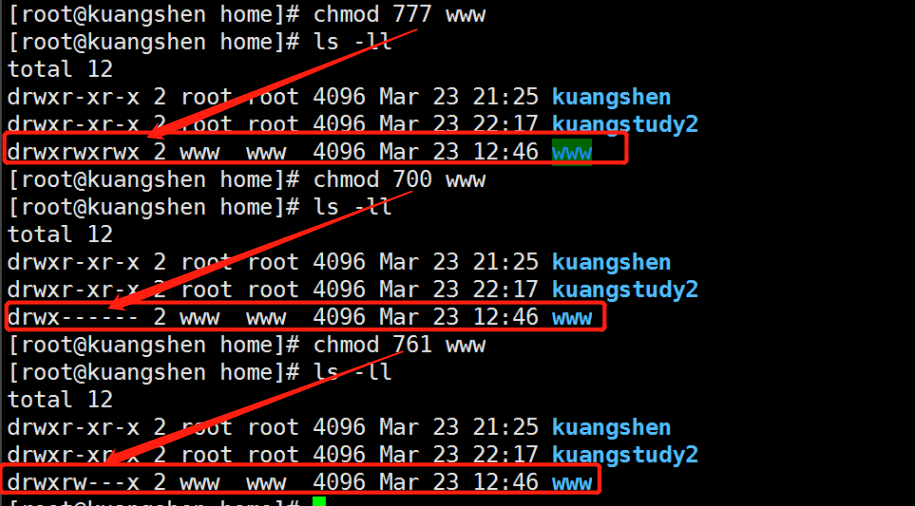 [root@kuangshen home]# chmod 777 www
[root@kuangshen home]# ls -ll
total 12
drwxr-xr-x 2 root root 4096 Mar 23 21:25 kuangshen
drwxr-xr-x 2 root root 4096 Mar 23 22:17 kuangstudy2
drwxrwxrwx 2 www  www  4096 Mar 23 12:46 www
[root@kuangshen home]# chmod 700 www
[root@kuangshen home]# ls -ll
total 12
drwxr-xr-x 2 root root 4096 Mar 23 21:25 kuangshen
drwxr-xr-x 2 root root 4096 Mar 23 22:17 kuangstudy2
drwx------ 2 www  www  4096 Mar 23 12:46 www
[root@kuangshen home]# chmod 761 www
[root@kuangshen home]# ls -ll
total 12
drwxr-xr-x 2 root root 4096 Mar 23 21:25 kuangshen
drwxr-xr-x 2 root root 4096 Mar 23 22:17 kuangstudy2
drwxrw---x 2 www  www  4096 Mar 23 12:46 www
[root@kuangshen home]#